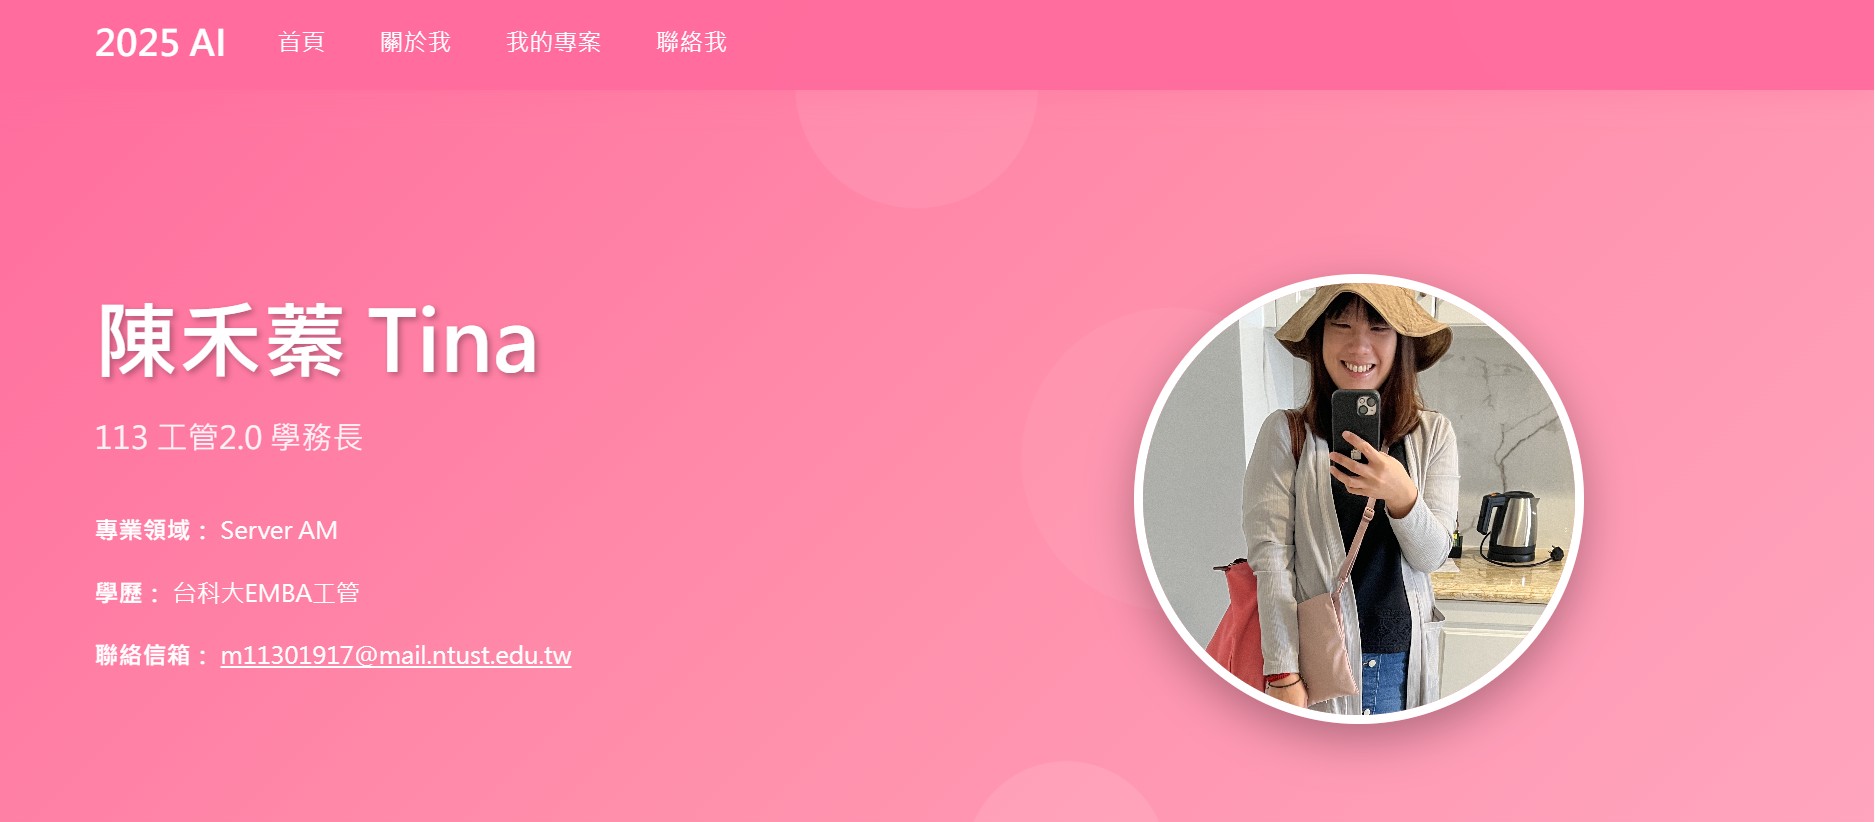 2025 AI 首頁 關於我 我的專案 聯絡我
陳禾蓁 Tina
113 工管2.0 學務長
專業領域： Server AM
學歷： 台科大EMBA工管
聯絡信箱： m11301917@mail.ntust.edu.tw